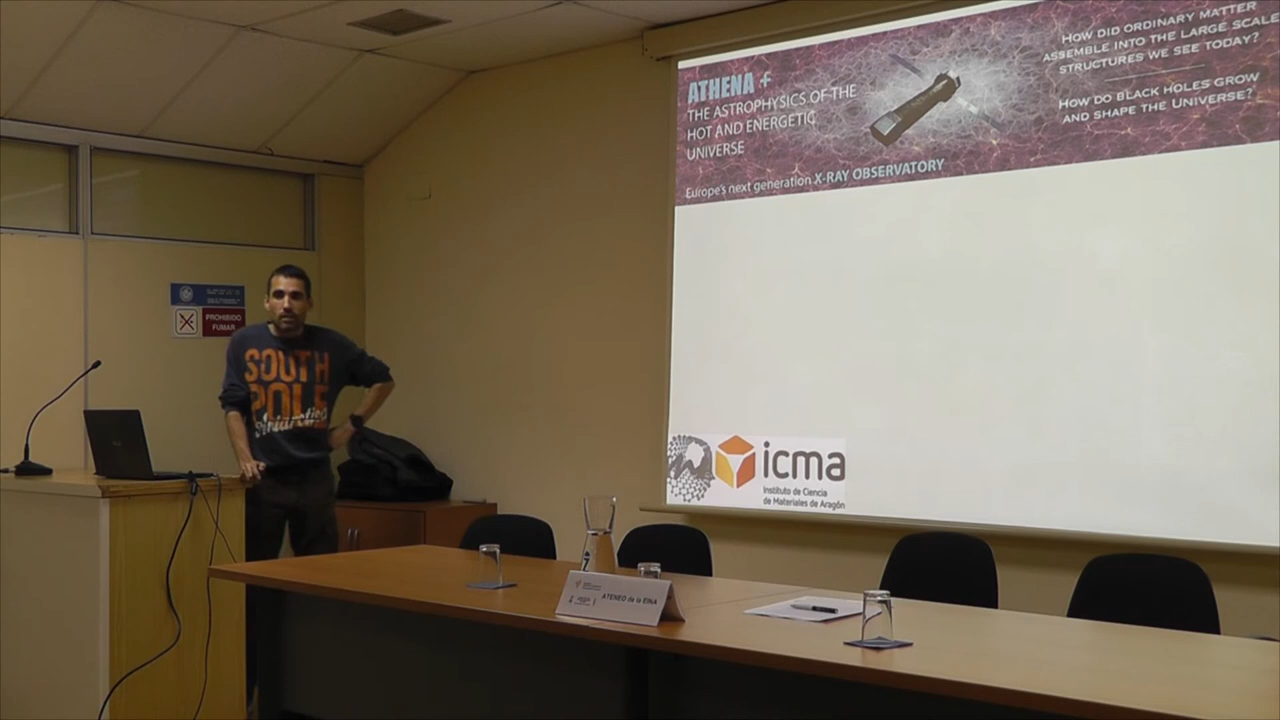 ATHENA +
THE ASTROPHYSICS OF THE
HOT AND ENERGETIC
UNIVERSE
Europe's next generation X-RAY OBSERVATORY
HOW DID ORDINARY MATTER
ASSEMBLE INTO THE LARGE SCALE
STRUCTURES WE SEE TODAY?
HOW DO BLACK HOLES GROW
AND SHAPE THE UNIVERSE?
PROHIBIDO
FUMAR
SOUTH
POLE
Antarctica
icma
Instituto de Ciencia
de Materiales de Aragón
ATENEO de la EINA